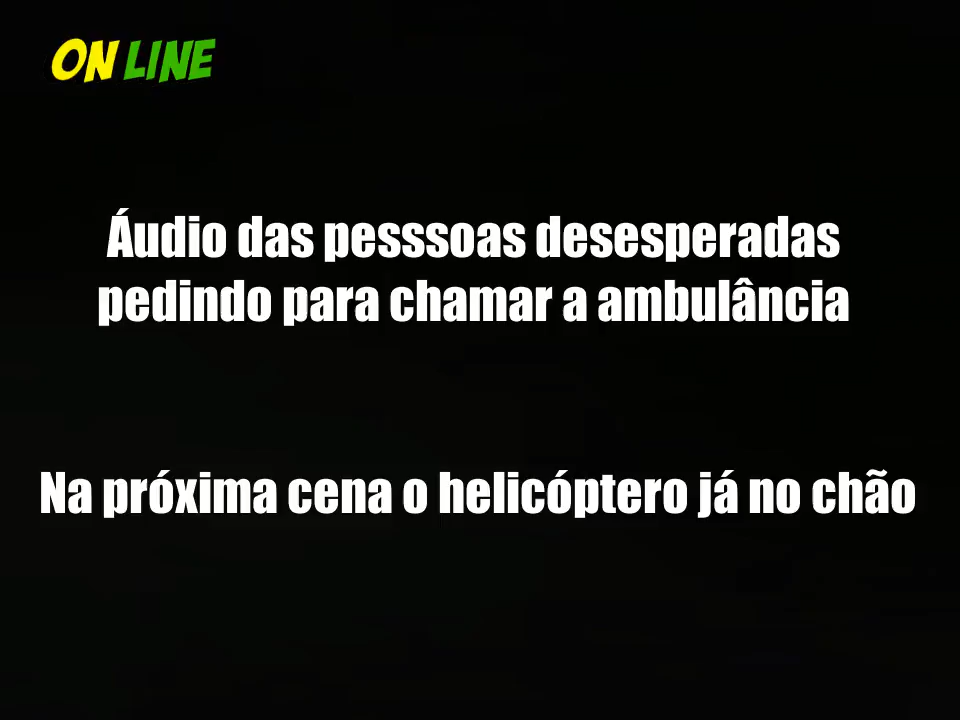 ON LINE
Áudio das pesssoas desesperadas
pedindo para chamar a ambulância
Na próxima cena o helicóptero já no chão